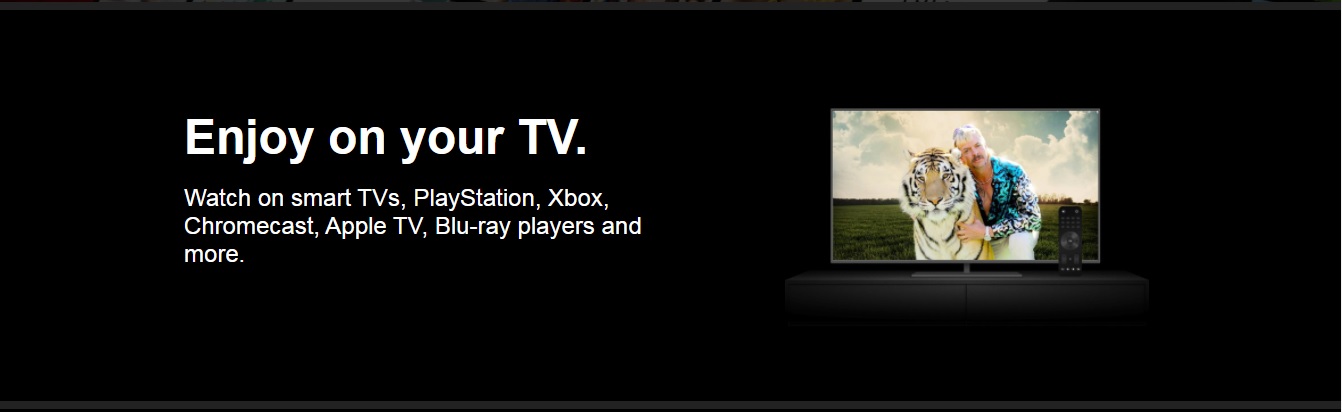 Enjoy on your TV.
Watch on smart TVs, PlayStation, Xbox,
Chromecast, Apple TV, Blu-ray players and
more.